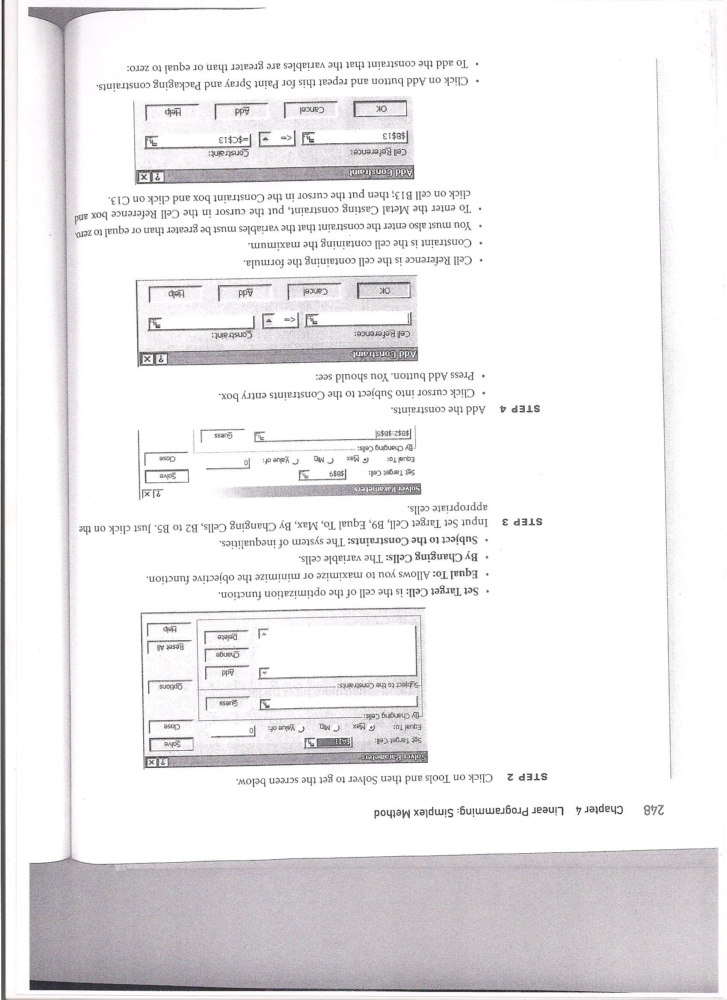 248 Chapter 4 Linear Programming: Simplex Method
STEP 2 Click on Tools and then Solver to get the screen below.
Solver Parameters ? X
Set Target Cell: $A$1 Solve
Equal To: Max Min Value of: 0 Close
By Changing Cells:
Guess
Subject to the Constraints: Options
Add
Change
Reset All
Delete
Help
• Set Target Cell: is the cell of the optimization function.
• Equal To: Allows you to maximize or minimize the objective function.
• By Changing Cells: The variable cells.
• Subject to the Constraints: The system of inequalities.
STEP 3 Input Set Target Cell, B9, Equal To, Max, By Changing Cells, B2 to B5. Just click on the
appropriate cells.
Solver Parameters ? X
Set Target Cell: $B$9 Solve
Equal To: Max Min Value of: 0 Close
By Changing Cells:
$B$2:$B$5 Guess
STEP 4 Add the constraints.
• Click cursor into Subject to the Constraints entry box.
• Press Add button. You should see:
Add Constraint ? X
Cell Reference: Constraint:
<=
OK Cancel Add Help
• Cell Reference is the cell containing the formula.
• Constraint is the cell containing the maximum.
• You must also enter the constraint that the variables must be greater than or equal to zero.
• To enter the Metal Casting constraint, put the cursor in the Cell Reference box and
click on cell B13; then put the cursor in the Constraint box and click on C13.
Add Constraint ? X
Cell Reference: Constraint:
$B$13 <= =$C$13
OK Cancel Add Help
• Click on Add button and repeat this for Paint Spray and Packaging constraints.
• To add the constraint that the variables are greater than or equal to zero: